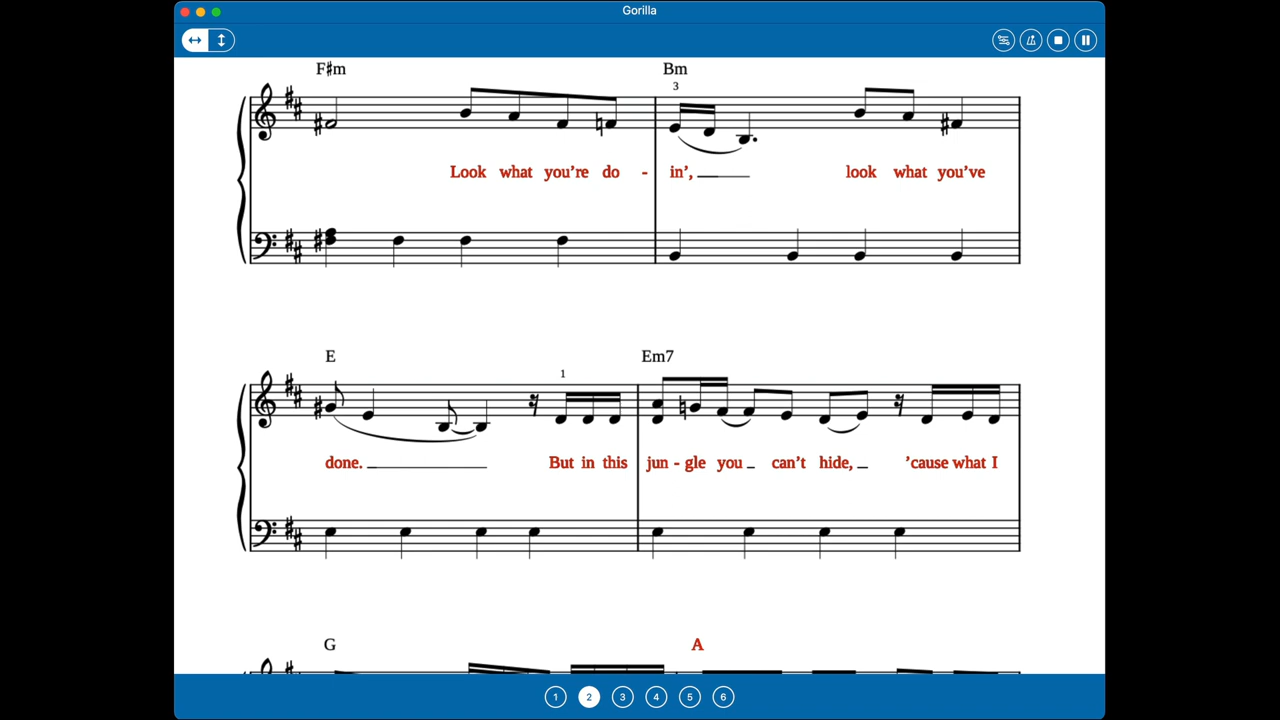 Gorilla
F♯m Bm
3
Look what you're do - in', look what you've
E Em7
1
done. But in this jun - gle you can't hide, 'cause what I
G A
1 2 3 4 5 6